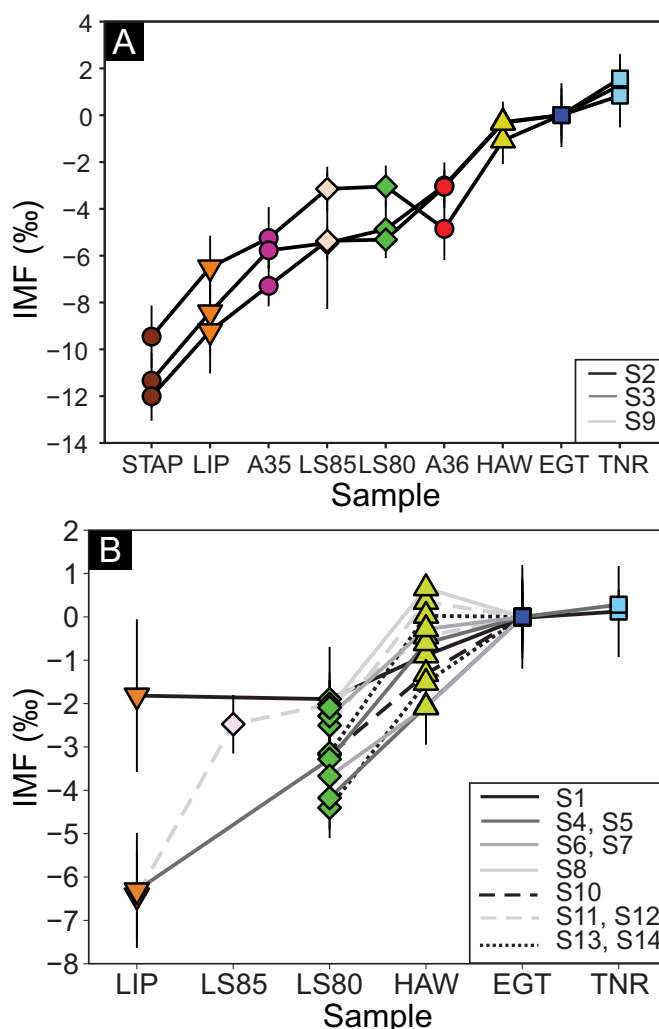 A
4
2
0
−2
−4
−6
−8
−10
−12
−14
IMF (‰)
S2
S3
S9
STAP LIP A35 LS85 LS80 A36 HAW EGT TNR
Sample
B
2
1
0
−1
−2
−3
−4
−5
−6
−7
−8
IMF (‰)
S1
S4, S5
S6, S7
S8
S10
S11, S12
S13, S14
LIP LS85 LS80 HAW EGT TNR
Sample